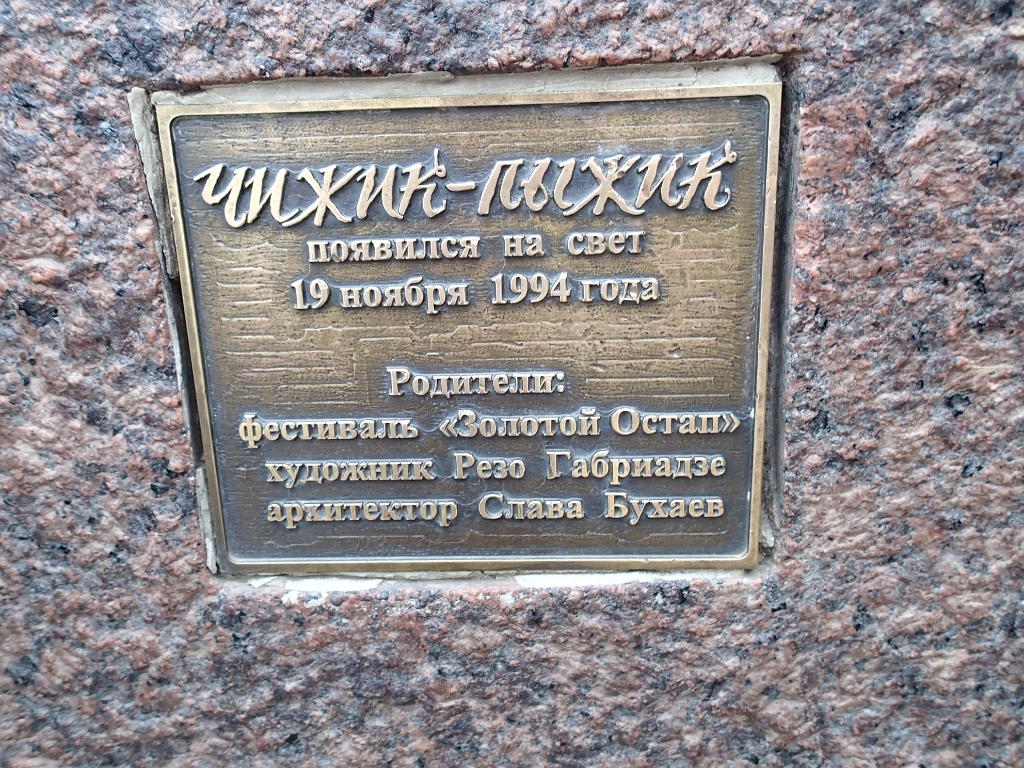 ЧИЖИК-ПЫЖИК
появился на свет
19 ноября 1994 года
Родители:
фестиваль «Золотой Остап»
художник Резо Габриадзе
архитектор Слава Бухаев